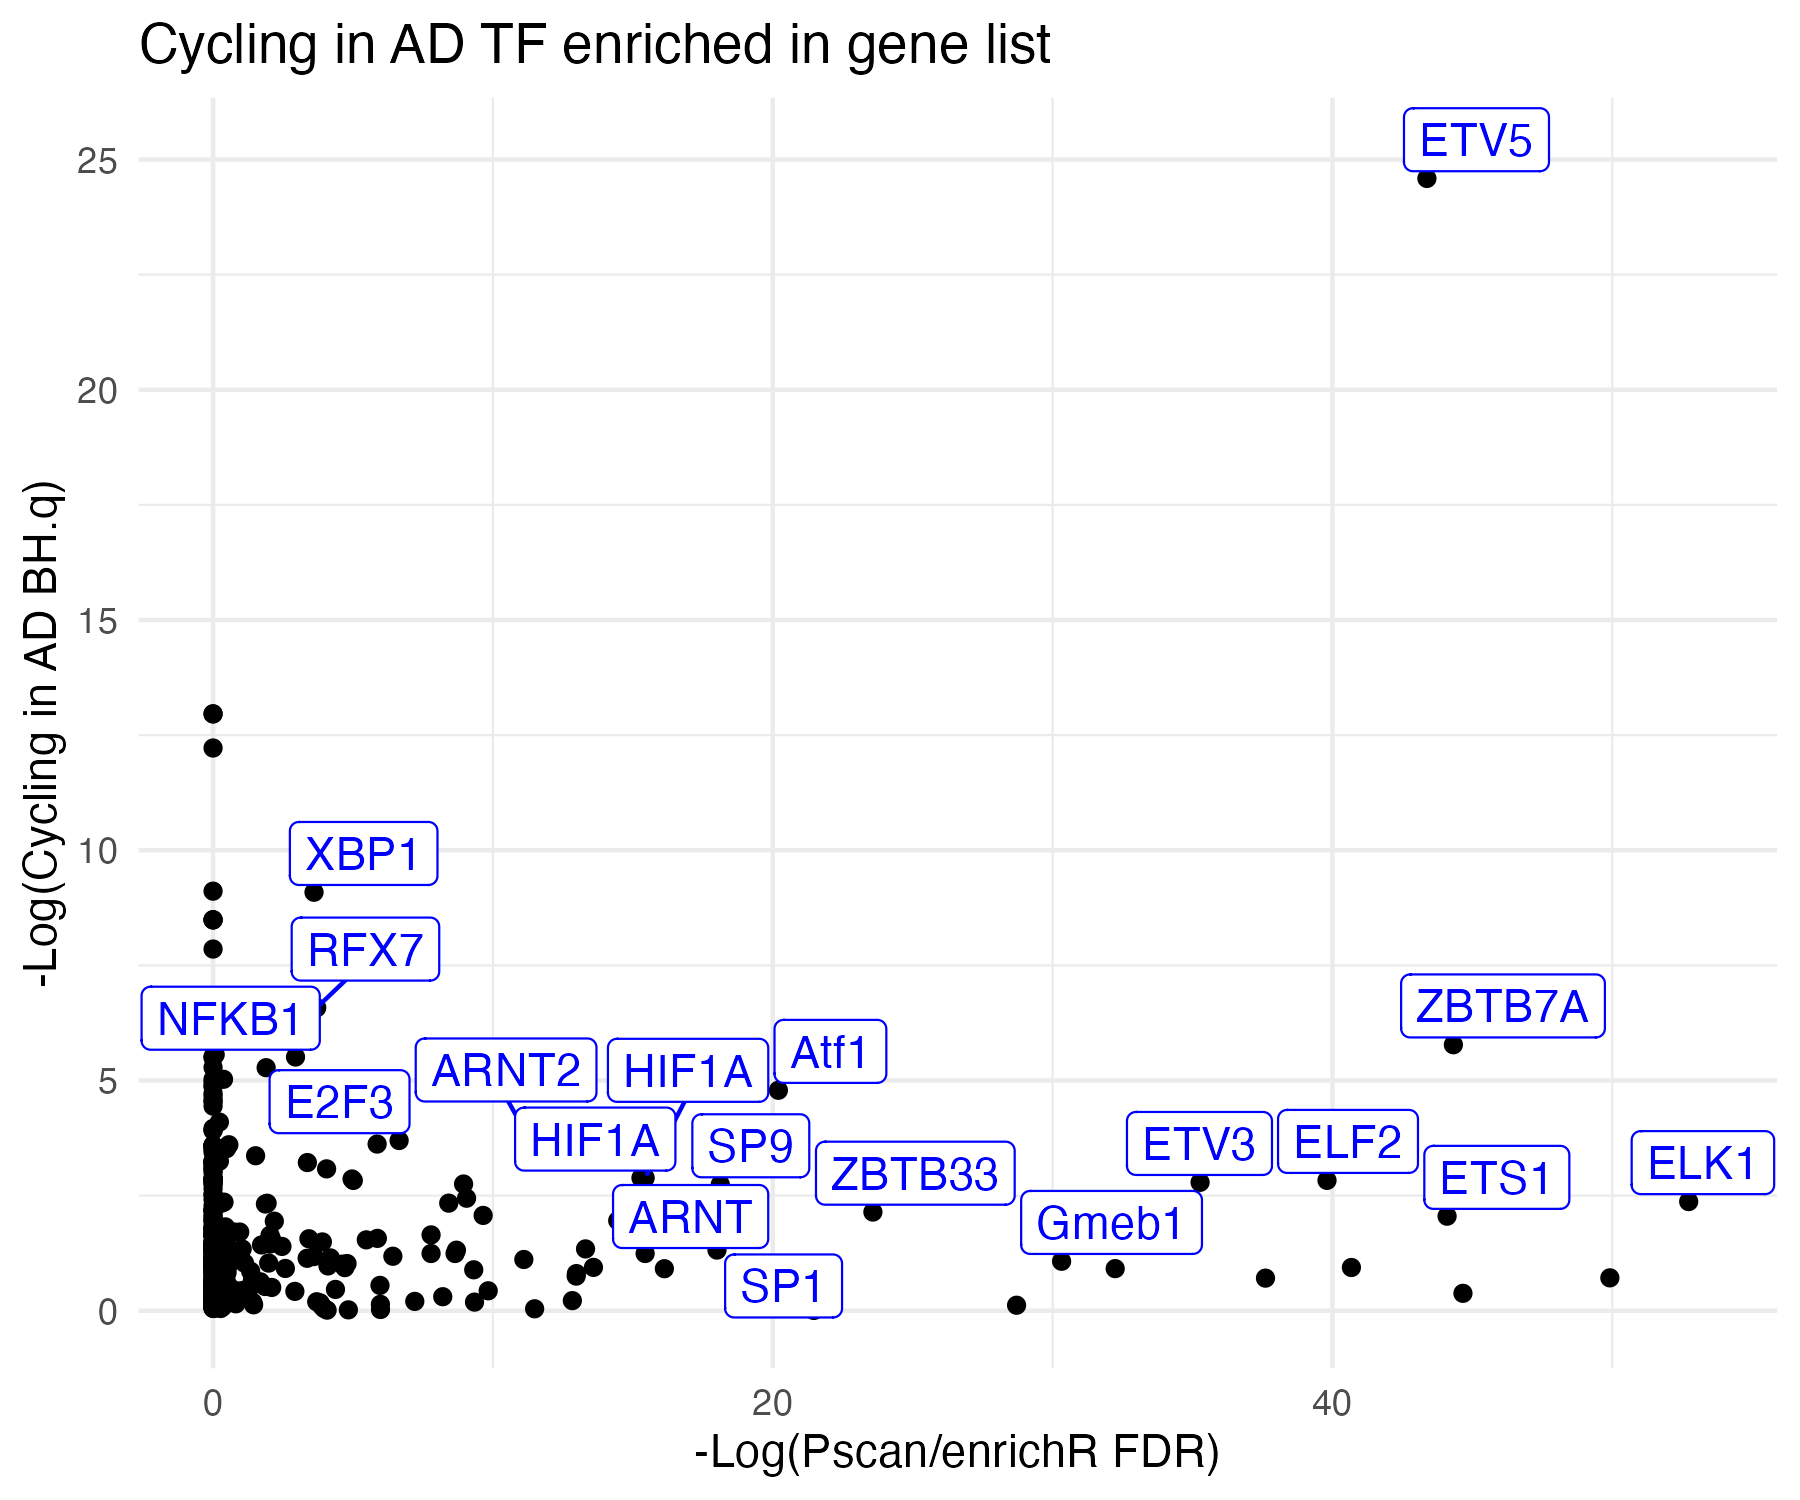 Cycling in AD TF enriched in gene list
-Log(Cycling in AD BH.q)
25
20
15
10
5
0
ETV5
XBP1
RFX7
NFKB1
ZBTB7A
Atf1
ARNT2
HIF1A
E2F3
HIF1A
SP9
ETV3
ELF2
ELK1
ZBTB33
ETS1
ARNT
Gmeb1
SP1
0
20
40
-Log(Pscan/enrichR FDR)